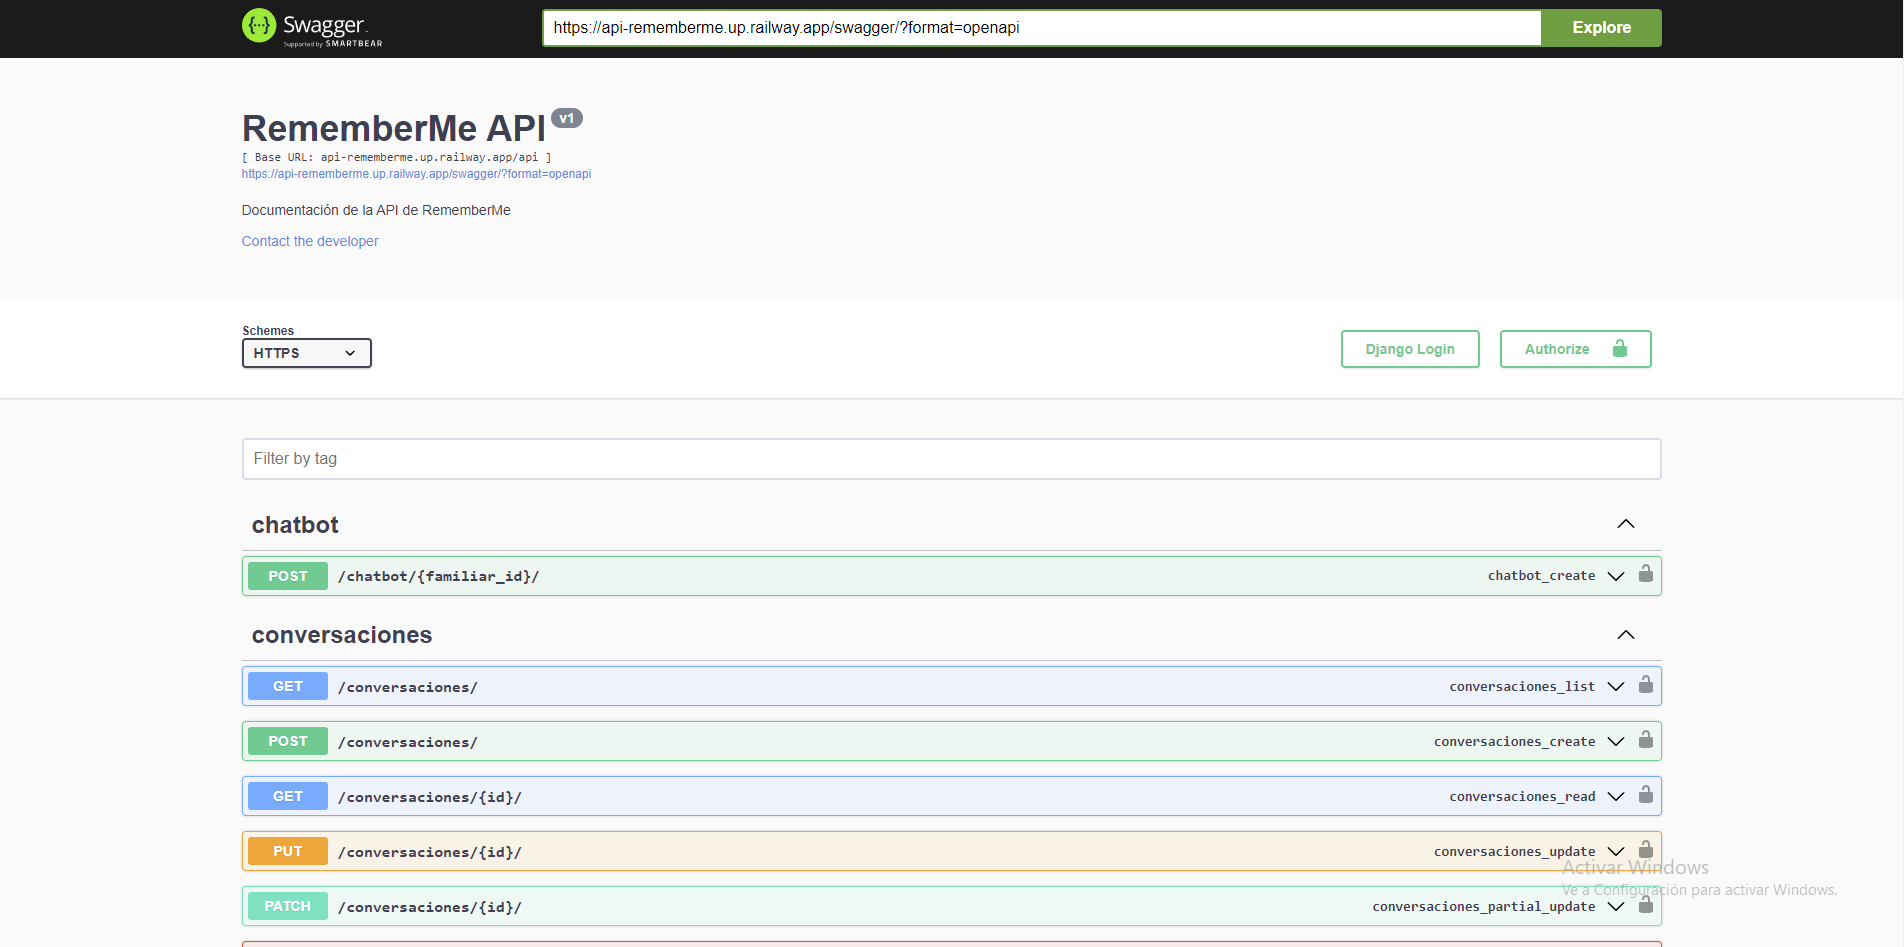 Swagger
Supported by SMARTBEAR
https://api-rememberme.up.railway.app/swagger/?format=openapi
Explore
RememberMe API v1
[ Base URL: api-rememberme.up.railway.app/api ]
https://api-rememberme.up.railway.app/swagger/?format=openapi
Documentación de la API de RememberMe
Contact the developer
Schemes
HTTPS
Django Login
Authorize
Filter by tag
chatbot
POST /chatbot/{familiar_id}/ chatbot_create
conversaciones
GET /conversaciones/ conversaciones_list
POST /conversaciones/ conversaciones_create
GET /conversaciones/{id}/ conversaciones_read
PUT /conversaciones/{id}/ conversaciones_update
Activar Windows
Ve a Configuración para activar Windows.
PATCH /conversaciones/{id}/ conversaciones_partial_update